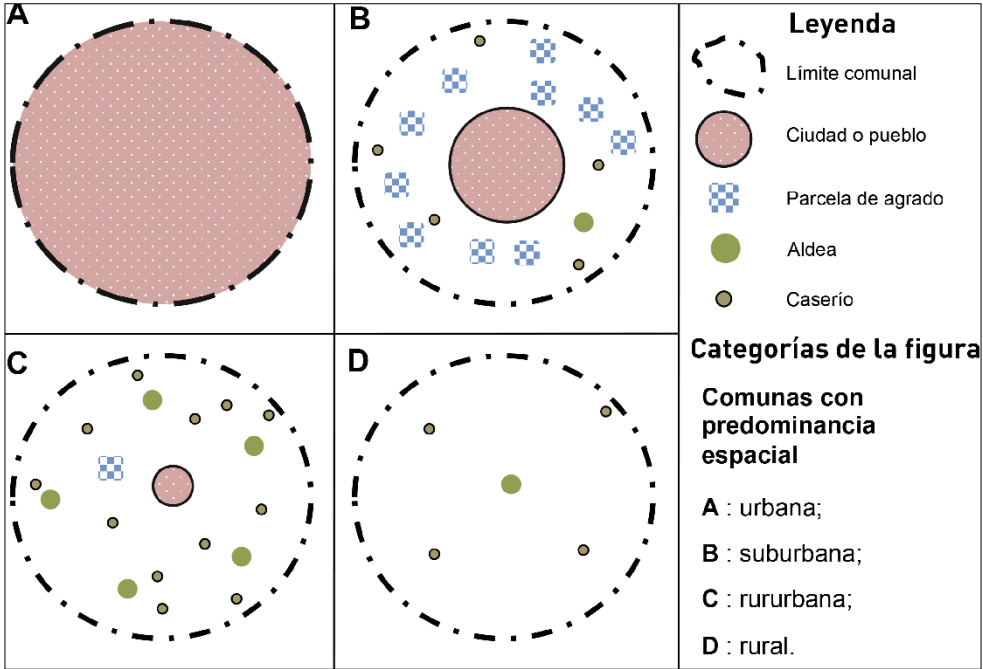 A
B
Leyenda
Límite comunal
Ciudad o pueblo
Parcela de agrado
Aldea
Caserío
C
D
Categorías de la figura
Comunas con
predominancia
espacial
A : urbana;
B : suburbana;
C : rururbana;
D : rural.